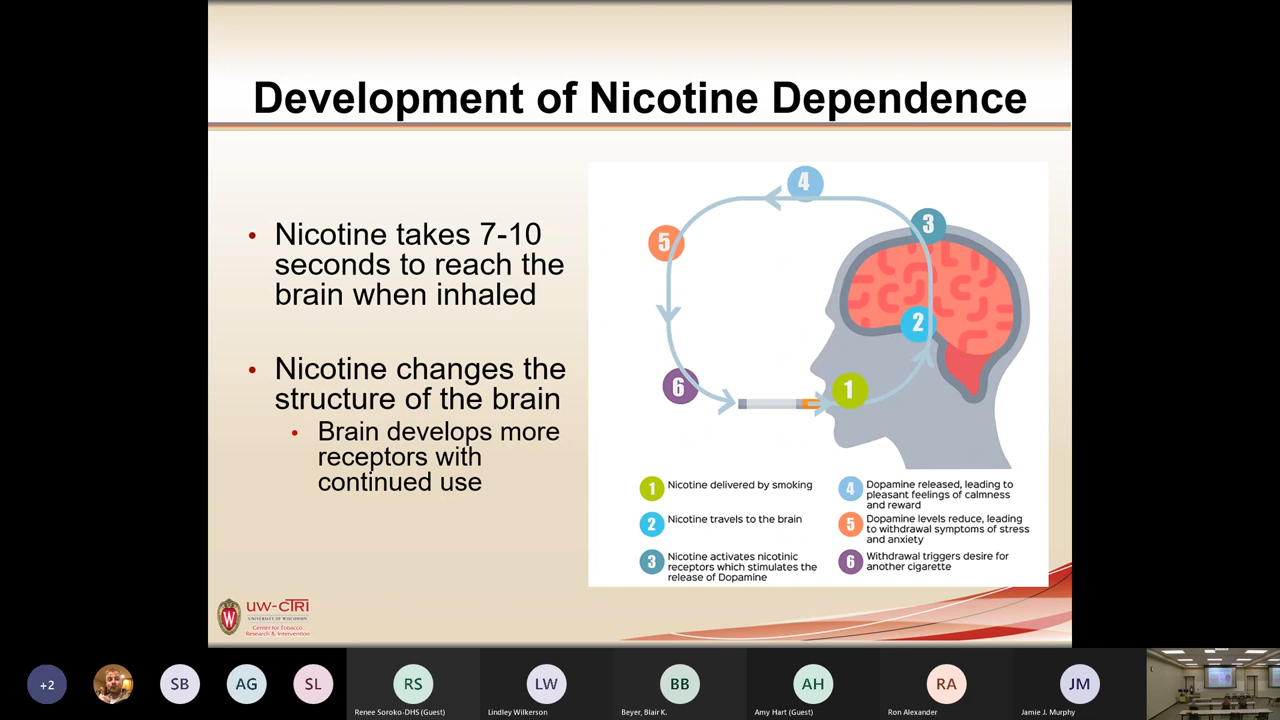 Development of Nicotine Dependence
• Nicotine takes 7-10
seconds to reach the
brain when inhaled
• Nicotine changes the
structure of the brain
• Brain develops more
receptors with
continued use
4
3
5
2
6
1
1 Nicotine delivered by smoking
2 Nicotine travels to the brain
3 Nicotine activates nicotinic
receptors which stimulates the
release of Dopamine
4 Dopamine released, leading to
pleasant feelings of calmness
and reward
5 Dopamine levels reduce, leading
to withdrawal symptoms of stress
and anxiety
6 Withdrawal triggers desire for
another cigarette
W
UW-CTRI
UNIVERSITY OF WISCONSIN
Center for Tobacco
Research & Intervention
+2
SB
AG
SL
RS
Renee Soroko-DHS (Guest)
LW
Lindley Wilkerson
BB
Beyer, Blair K.
AH
Amy Hart (Guest)
RA
Ron Alexander
JM
Jamie J. Murphy